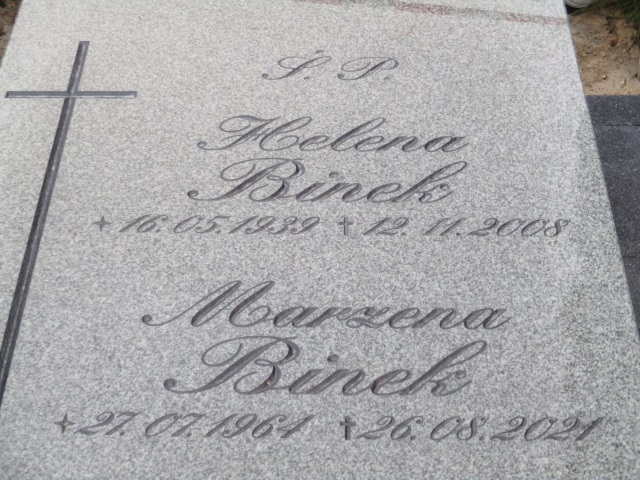 Ś. P.
Helena
Binek
16.05.1939 † 12.11.2008
Marzena
Binek
27.07.1964 † 26.08.2021